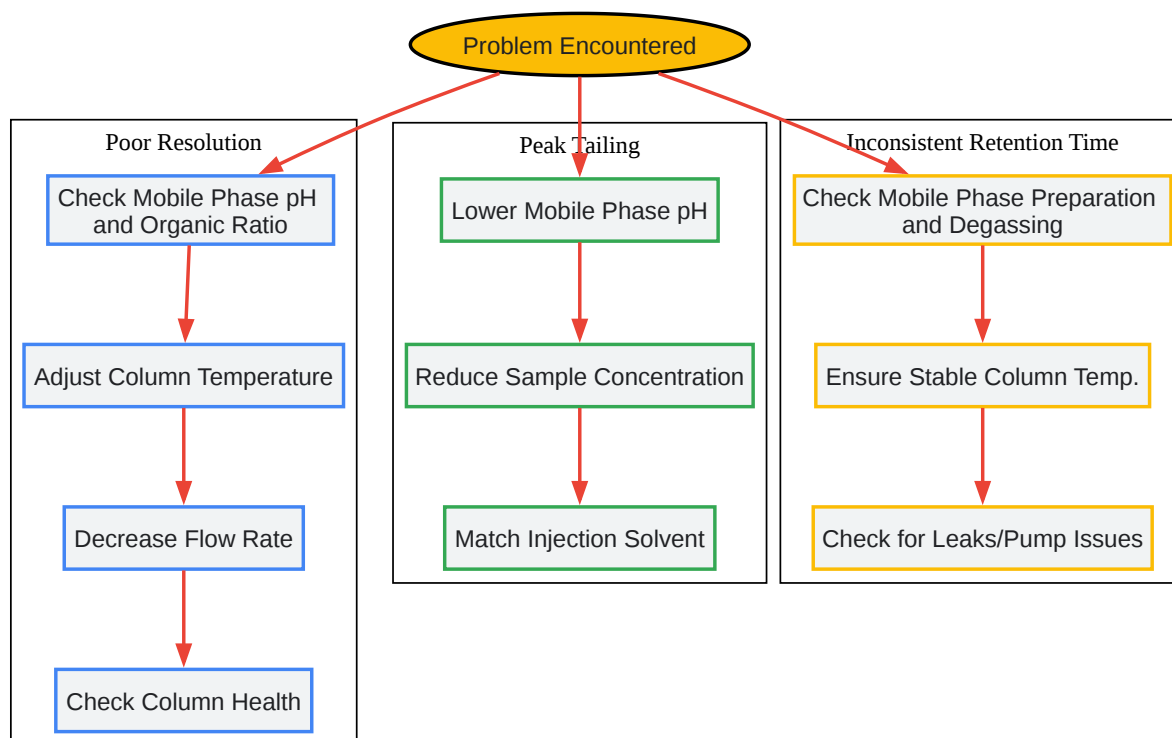 Problem Encountered
Poor Resolution
Check Mobile Phase pH
and Organic Ratio
Adjust Column Temperature
Decrease Flow Rate
Check Column Health
Peak Tailing
Lower Mobile Phase pH
Reduce Sample Concentration
Match Injection Solvent
Inconsistent Retention Time
Check Mobile Phase Preparation
and Degassing
Ensure Stable Column Temp.
Check for Leaks/Pump Issues